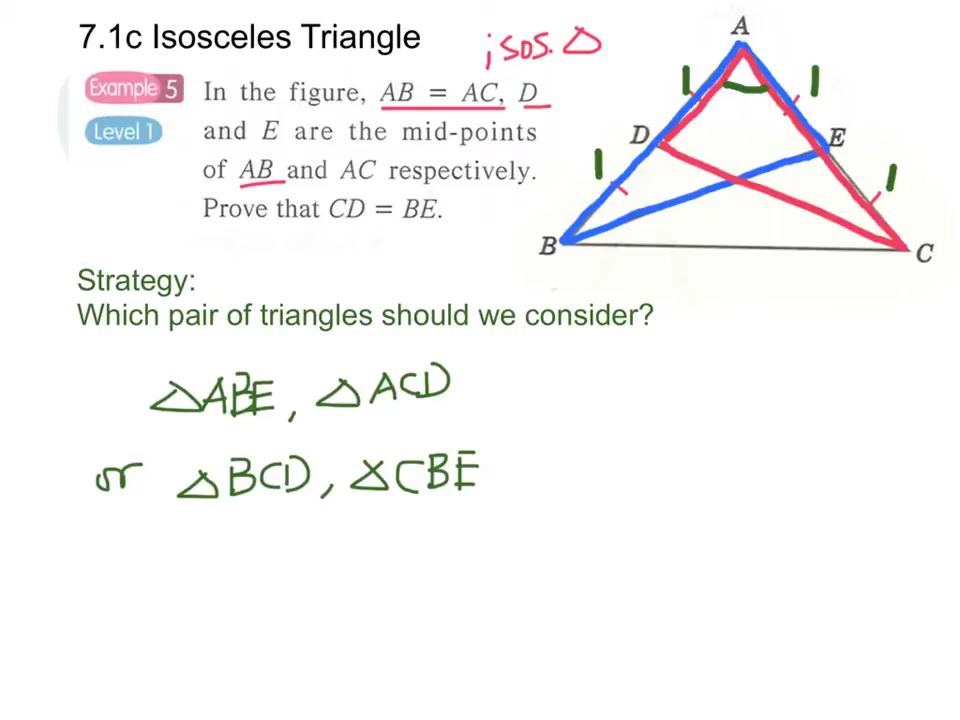 7.1c Isosceles Triangle
isos. △
Example 5
Level 1
In the figure, AB = AC, D
and E are the mid-points
of AB and AC respectively.
Prove that CD = BE.
A
D
E
B
C
Strategy:
Which pair of triangles should we consider?
△ABE, △ACD
or △BCD, △CBE